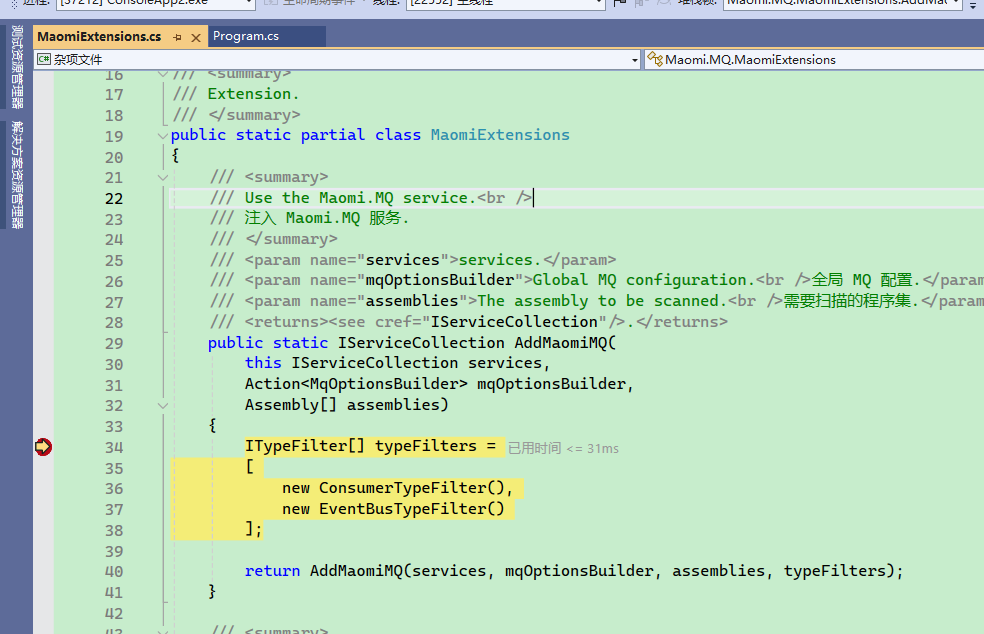 进程: [37212] ConsoleApp2.exe 生命周期事件 线程: [22552] 主线程 堆栈帧: Maomi.MQ.MaomiExtensions.AddMao
测试资源管理器
解决方案资源管理器
MaomiExtensions.cs Program.cs
C# 杂项文件 Maomi.MQ.MaomiExtensions
16 /// <summary>
17 /// Extension.
18 /// </summary>
19 public static partial class MaomiExtensions
20 {
21 /// <summary>
22 /// Use the Maomi.MQ service.<br />
23 /// 注入 Maomi.MQ 服务.
24 /// </summary>
25 /// <param name="services">services.</param>
26 /// <param name="mqOptionsBuilder">Global MQ configuration.<br />全局 MQ 配置.</param
27 /// <param name="assemblies">The assembly to be scanned.<br />需要扫描的程序集.</param
28 /// <returns><see cref="IServiceCollection"/>.</returns>
29 public static IServiceCollection AddMaomiMQ(
30 this IServiceCollection services,
31 Action<MqOptionsBuilder> mqOptionsBuilder,
32 Assembly[] assemblies)
33 {
34 ITypeFilter[] typeFilters = 已用时间 <= 31ms
35 [
36 new ConsumerTypeFilter(),
37 new EventBusTypeFilter()
38 ];
39
40 return AddMaomiMQ(services, mqOptionsBuilder, assemblies, typeFilters);
41 }
42
43 /// <summary>